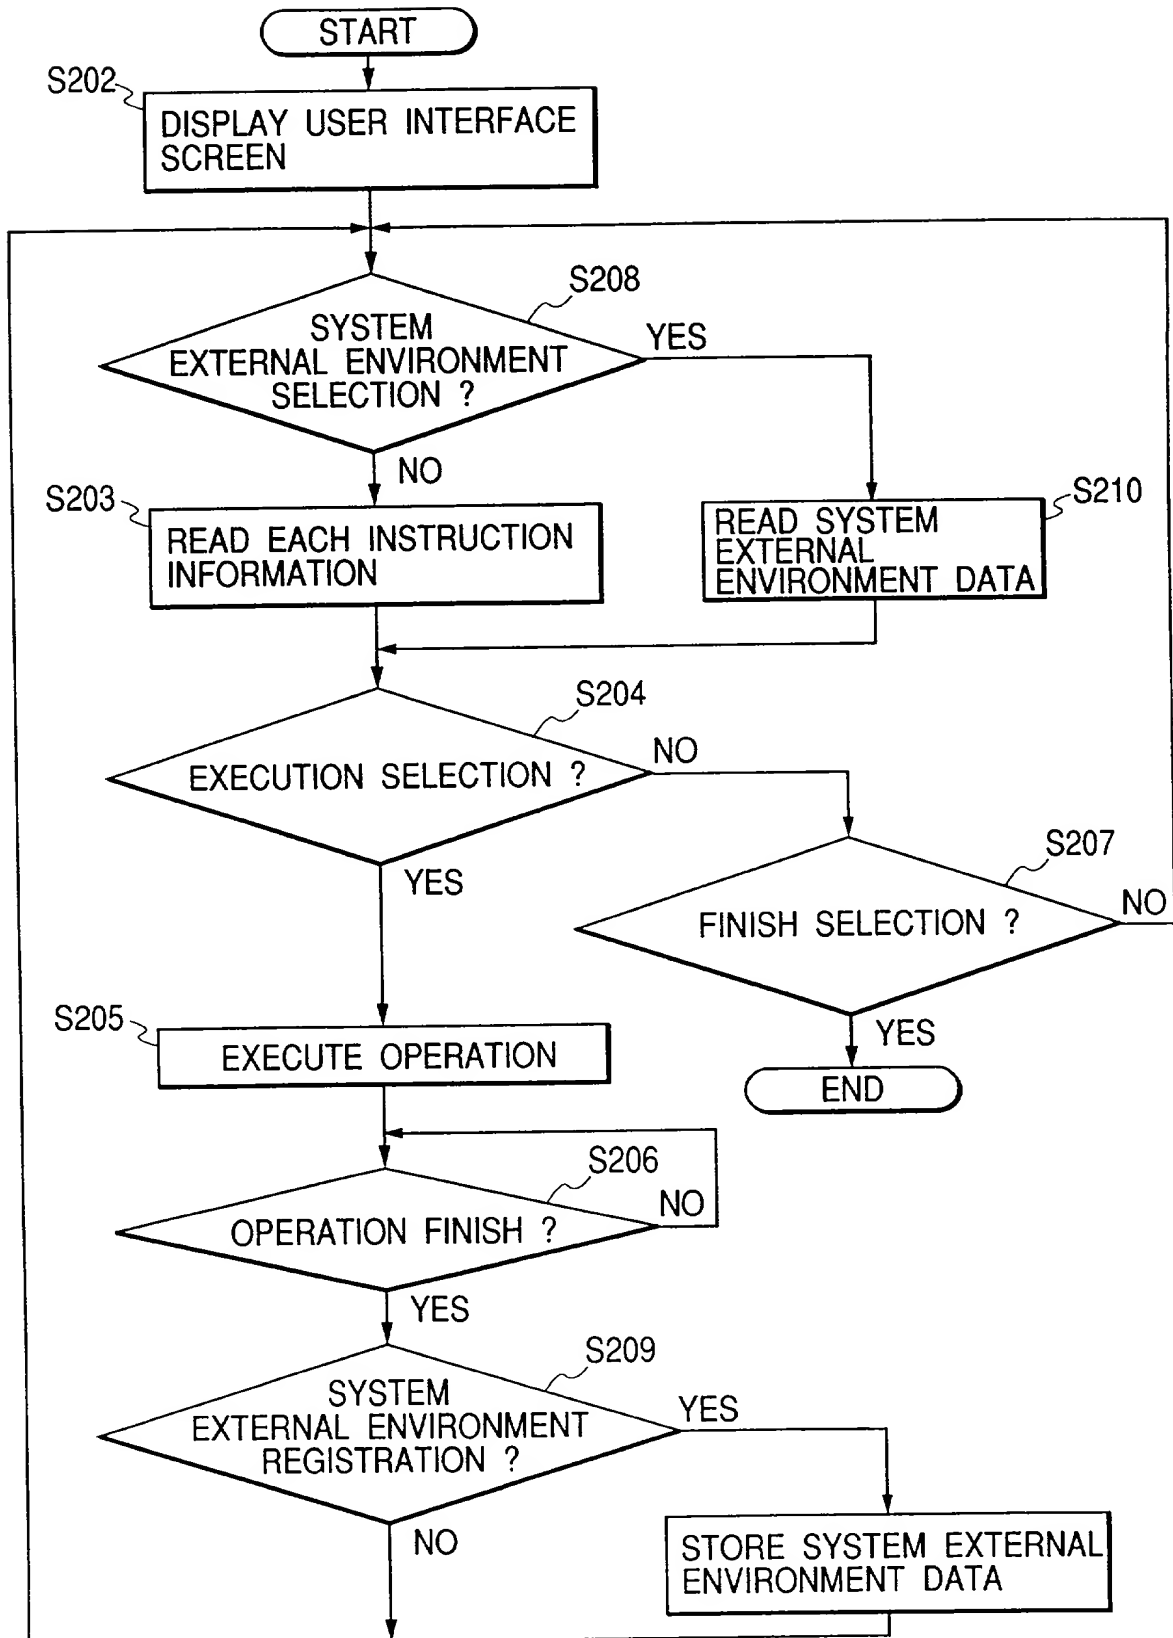 START
S202
DISPLAY USER INTERFACE
SCREEN
S208
SYSTEM
EXTERNAL ENVIRONMENT
SELECTION ?
YES
NO
S203
READ EACH INSTRUCTION
INFORMATION
S210
READ SYSTEM
EXTERNAL
ENVIRONMENT DATA
S204
EXECUTION SELECTION ?
NO
YES
S207
FINISH SELECTION ?
NO
YES
END
S205
EXECUTE OPERATION
S206
OPERATION FINISH ?
NO
YES
S209
SYSTEM
EXTERNAL ENVIRONMENT
REGISTRATION ?
YES
NO
STORE SYSTEM EXTERNAL
ENVIRONMENT DATA